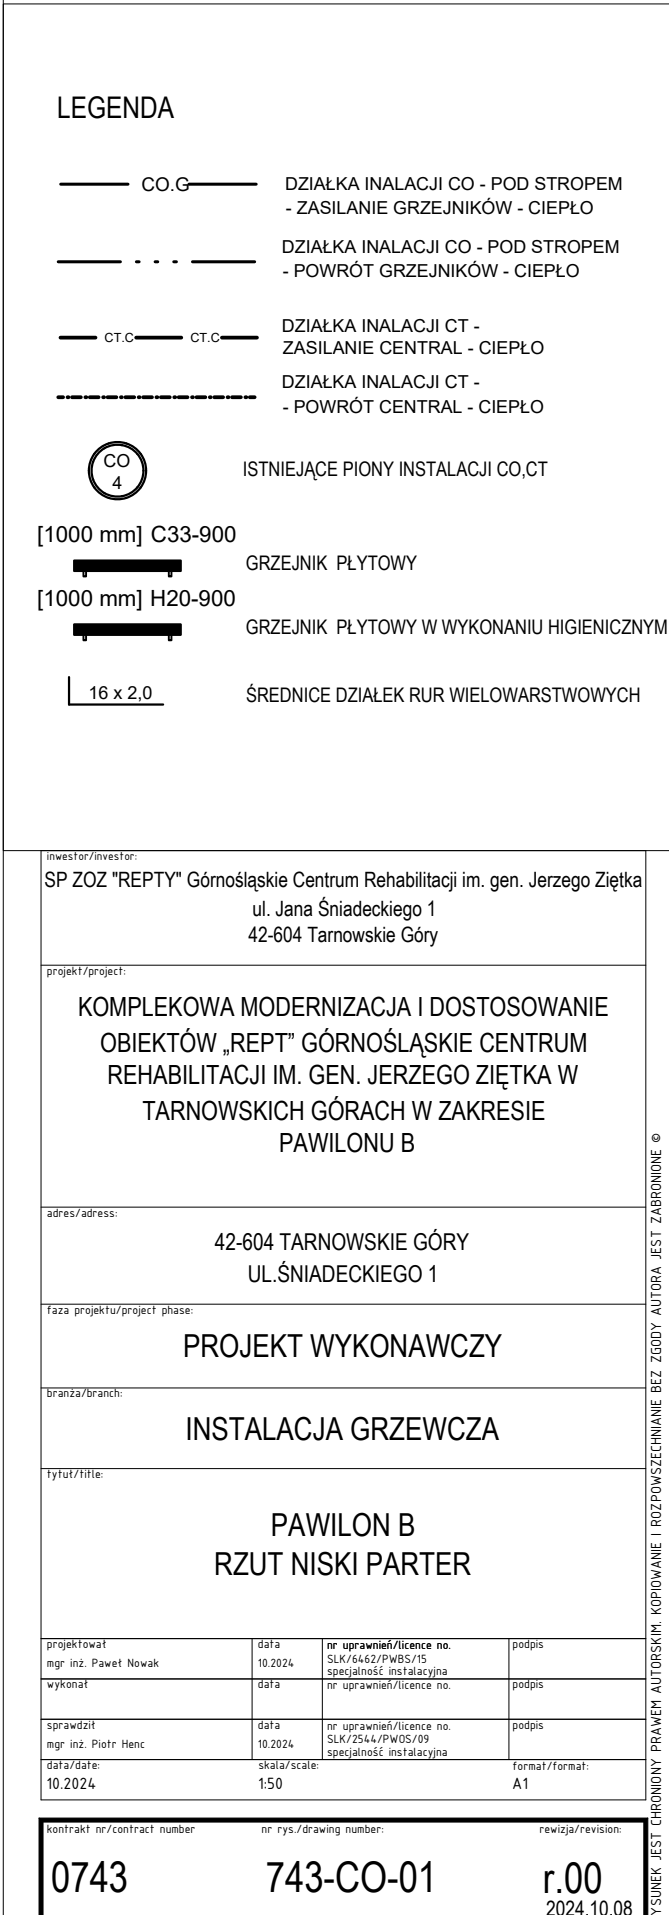 LEGENDA
CO.G
DZIAŁKA INALACJI CO - POD STROPEM
- ZASILANIE GRZEJNIKÓW - CIEPŁO
DZIAŁKA INALACJI CO - POD STROPEM
- POWRÓT GRZEJNIKÓW - CIEPŁO
CT.C CT.C
DZIAŁKA INALACJI CT -
ZASILANIE CENTRAL - CIEPŁO
DZIAŁKA INALACJI CT -
- POWRÓT CENTRAL - CIEPŁO
CO
4
ISTNIEJĄCE PIONY INSTALACJI CO,CT
[1000 mm] C33-900
GRZEJNIK PŁYTOWY
[1000 mm] H20-900
GRZEJNIK PŁYTOWY W WYKONANIU HIGIENICZNYM
16 x 2,0
ŚREDNICE DZIAŁEK RUR WIELOWARSTWOWYCH
inwestor/investor:
SP ZOZ "REPTY" Górnośląskie Centrum Rehabilitacji im. gen. Jerzego Ziętka
ul. Jana Śniadeckiego 1
42-604 Tarnowskie Góry
projekt/project:
KOMPLEKOWA MODERNIZACJA I DOSTOSOWANIE
OBIEKTÓW „REPT” GÓRNOŚLĄSKIE CENTRUM
REHABILITACJI IM. GEN. JERZEGO ZIĘTKA W
TARNOWSKICH GÓRACH W ZAKRESIE
PAWILONU B
adres/adress:
42-604 TARNOWSKIE GÓRY
UL.ŚNIADECKIEGO 1
faza projektu/project phase:
PROJEKT WYKONAWCZY
branża/branch:
INSTALACJA GRZEWCZA
tytuł/title:
PAWILON B
RZUT NISKI PARTER
projektował data nr uprawnień/licence no. podpis
mgr inż. Paweł Nowak 10.2024 SLK/6462/PWBS/15
specjalność instalacyjna
wykonał data nr uprawnień/licence no. podpis
sprawdził data nr uprawnień/licence no. podpis
mgr inż. Piotr Henc 10.2024 SLK/2544/PWOS/09
specjalność instalacyjna
data/date: skala/scale: format/format:
10.2024 1:50 A1
kontrakt nr/contract number nr rys./drawing number: rewizja/revision:
0743 743-CO-01 r.00
2024.10.08
YSUNEK JEST CHRONIONY PRAWEM AUTORSKIM. KOPIOWANIE I ROZPOWSZECHNIANIE BEZ ZGODY AUTORA JEST ZABRONIONE ©